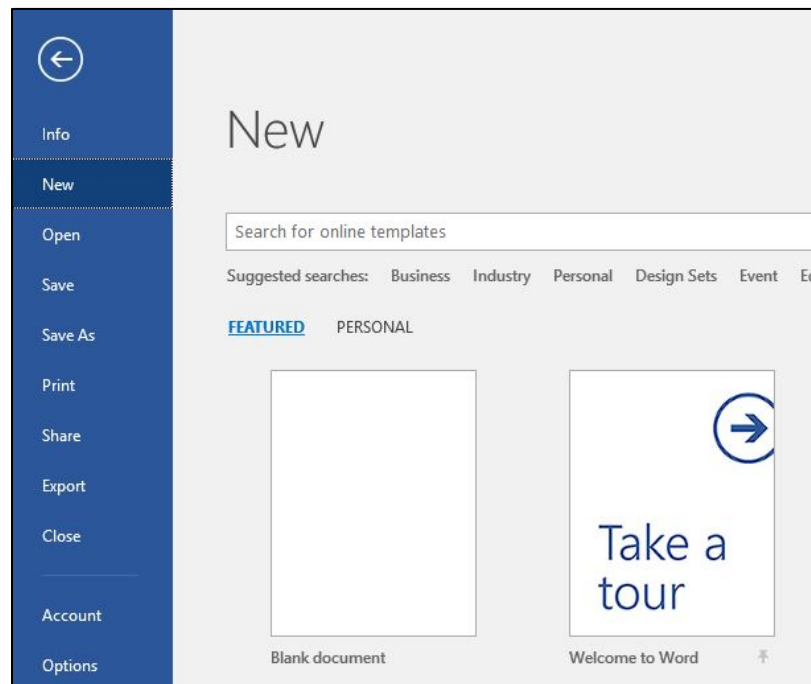 Info
New
Open
Save
Save As
Print
Share
Export
Close
Account
Options
New
Search for online templates
Suggested searches: Business Industry Personal Design Sets Event
FEATURED PERSONAL
Take a
tour
Blank document
Welcome to Word